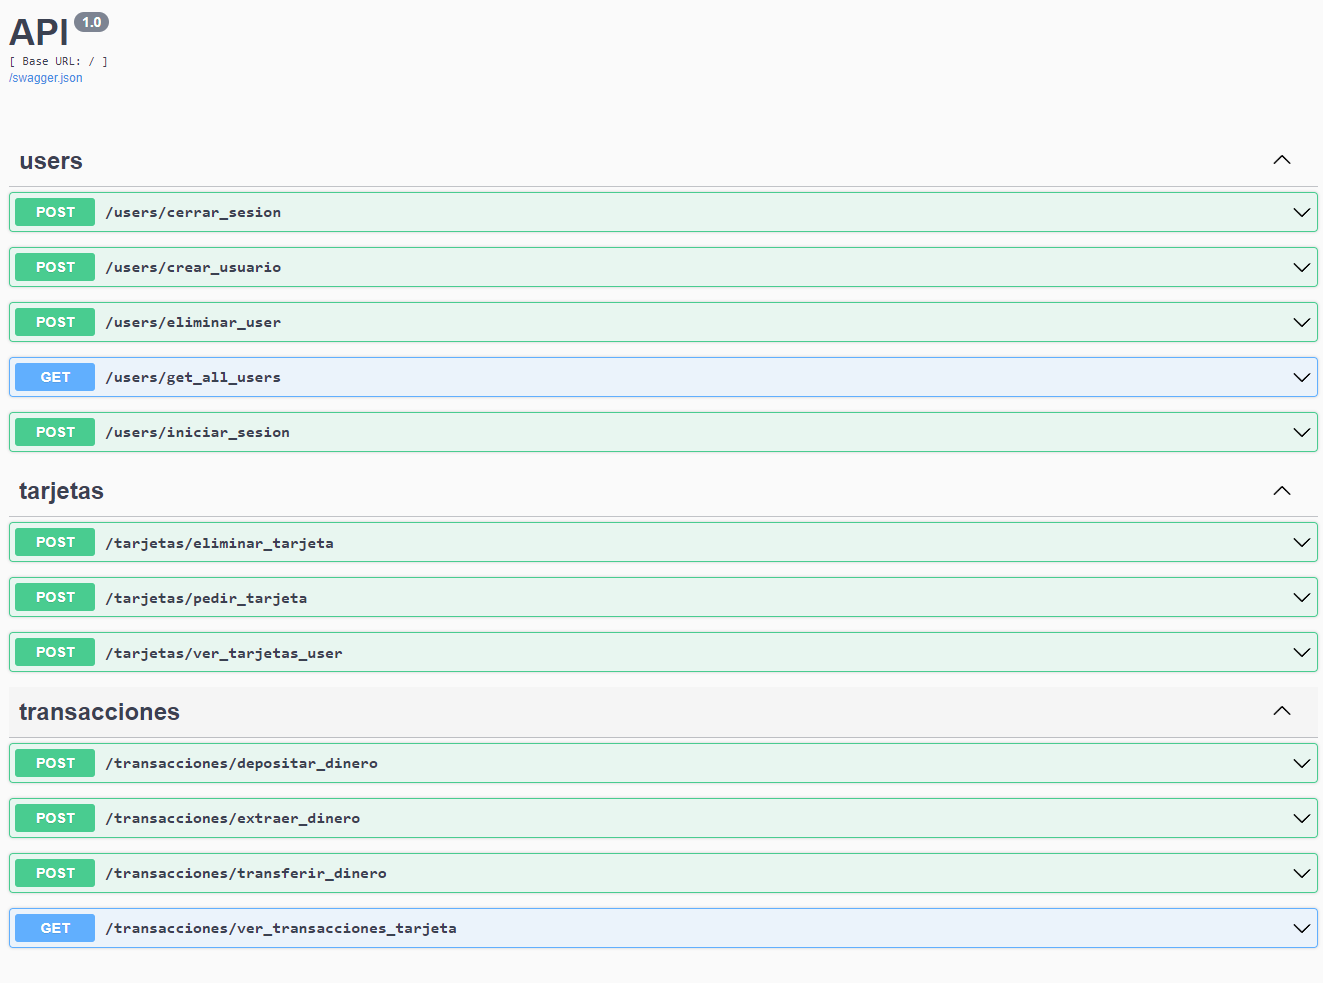 API 1.0
[ Base URL: / ]
/swagger.json
users
POST /users/cerrar_sesion
POST /users/crear_usuario
POST /users/eliminar_user
GET /users/get_all_users
POST /users/iniciar_sesion
tarjetas
POST /tarjetas/eliminar_tarjeta
POST /tarjetas/pedir_tarjeta
POST /tarjetas/ver_tarjetas_user
transacciones
POST /transacciones/depositar_dinero
POST /transacciones/extraer_dinero
POST /transacciones/transferir_dinero
GET /transacciones/ver_transacciones_tarjeta